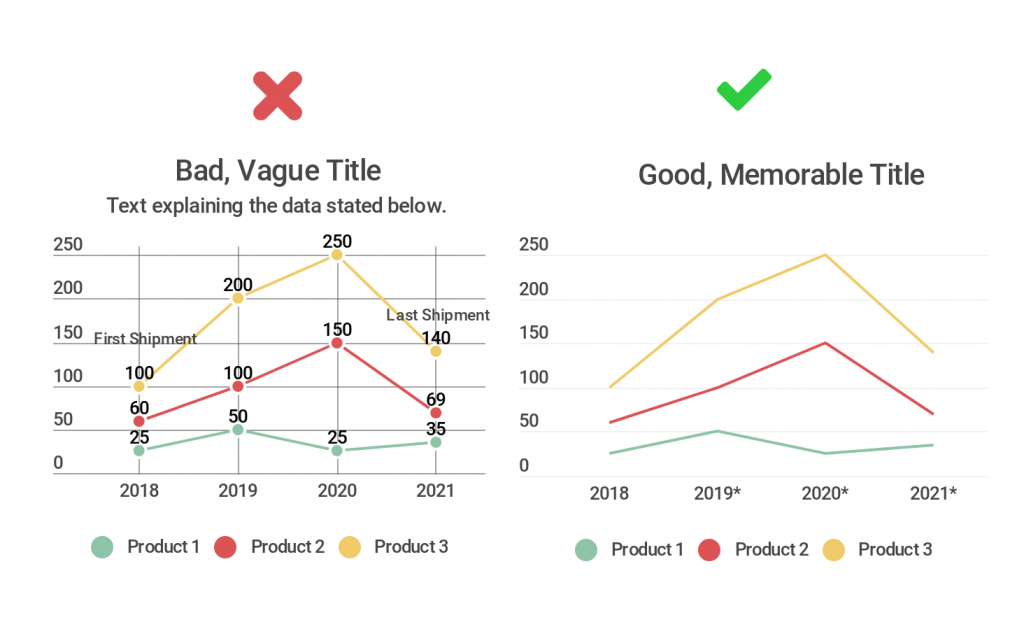 Bad, Vague Title
Text explaining the data stated below.
250
200
150
100
50
0
250
200
Last Shipment
150
140
First Shipment
100
100
60
69
50
35
25
25
2018
2019
2020
2021
Product 1
Product 2
Product 3
Good, Memorable Title
250
200
150
100
50
0
2018
2019*
2020*
2021*
Product 1
Product 2
Product 3